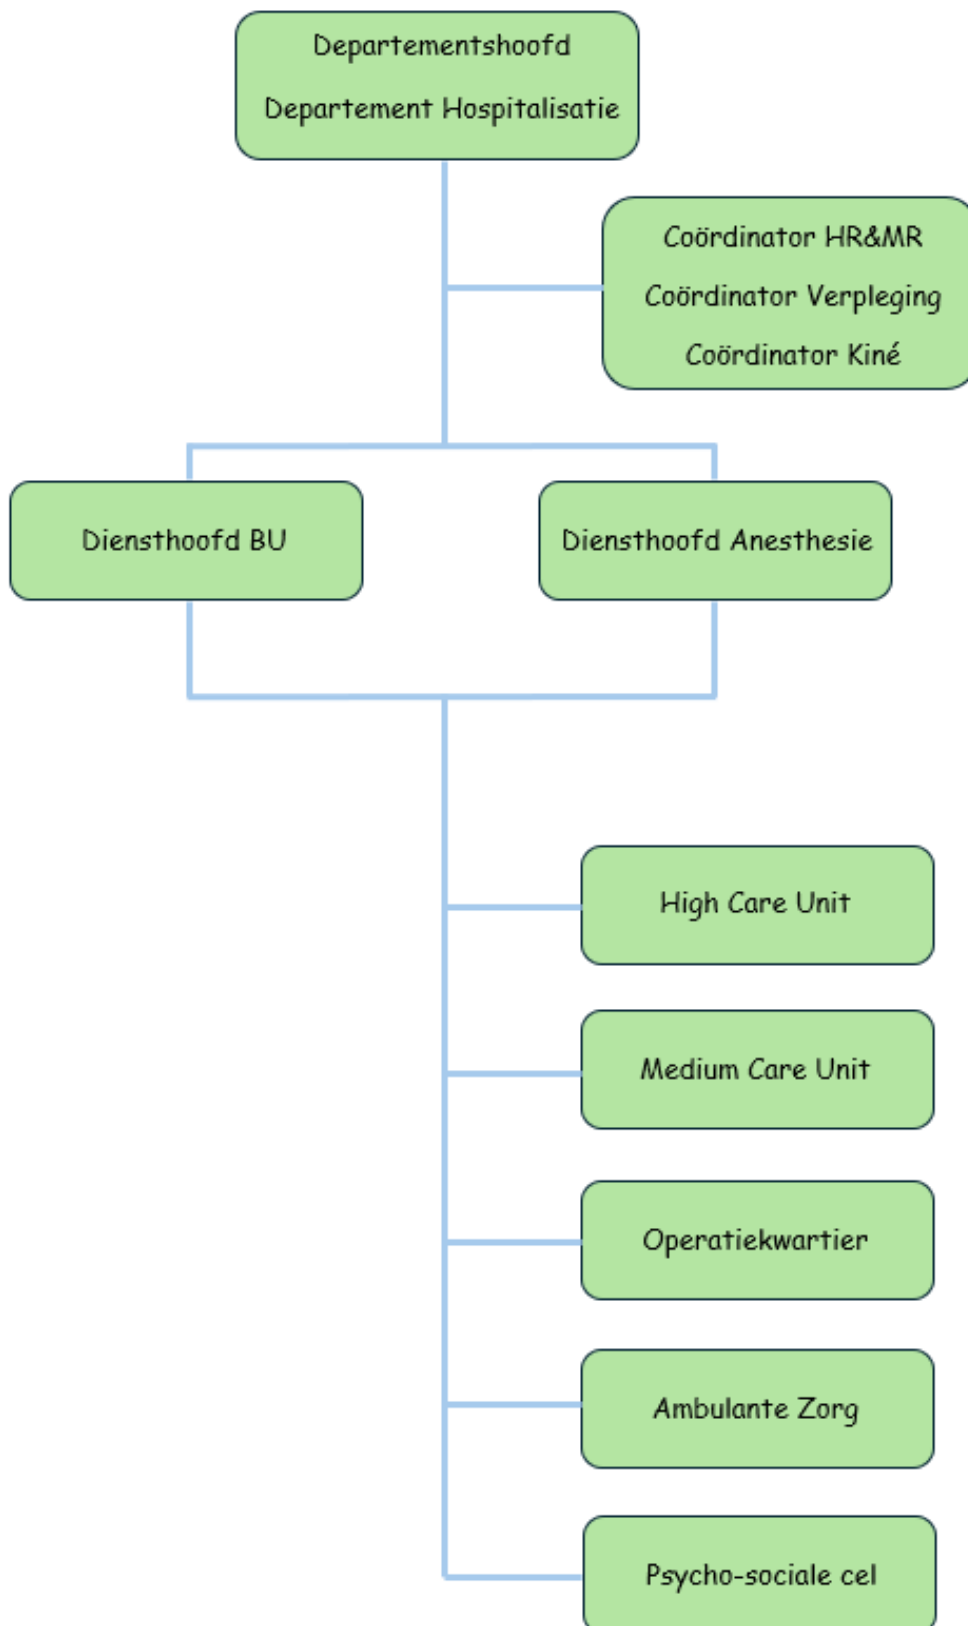 Departementshoofd
Departement Hospitalisatie
Coördinator HR&MR
Coördinator Verpleging
Coördinator Kiné
Diensthoofd BU
Diensthoofd Anesthesie
High Care Unit
Medium Care Unit
Operatiekwartier
Ambulante Zorg
Psycho-sociale cel